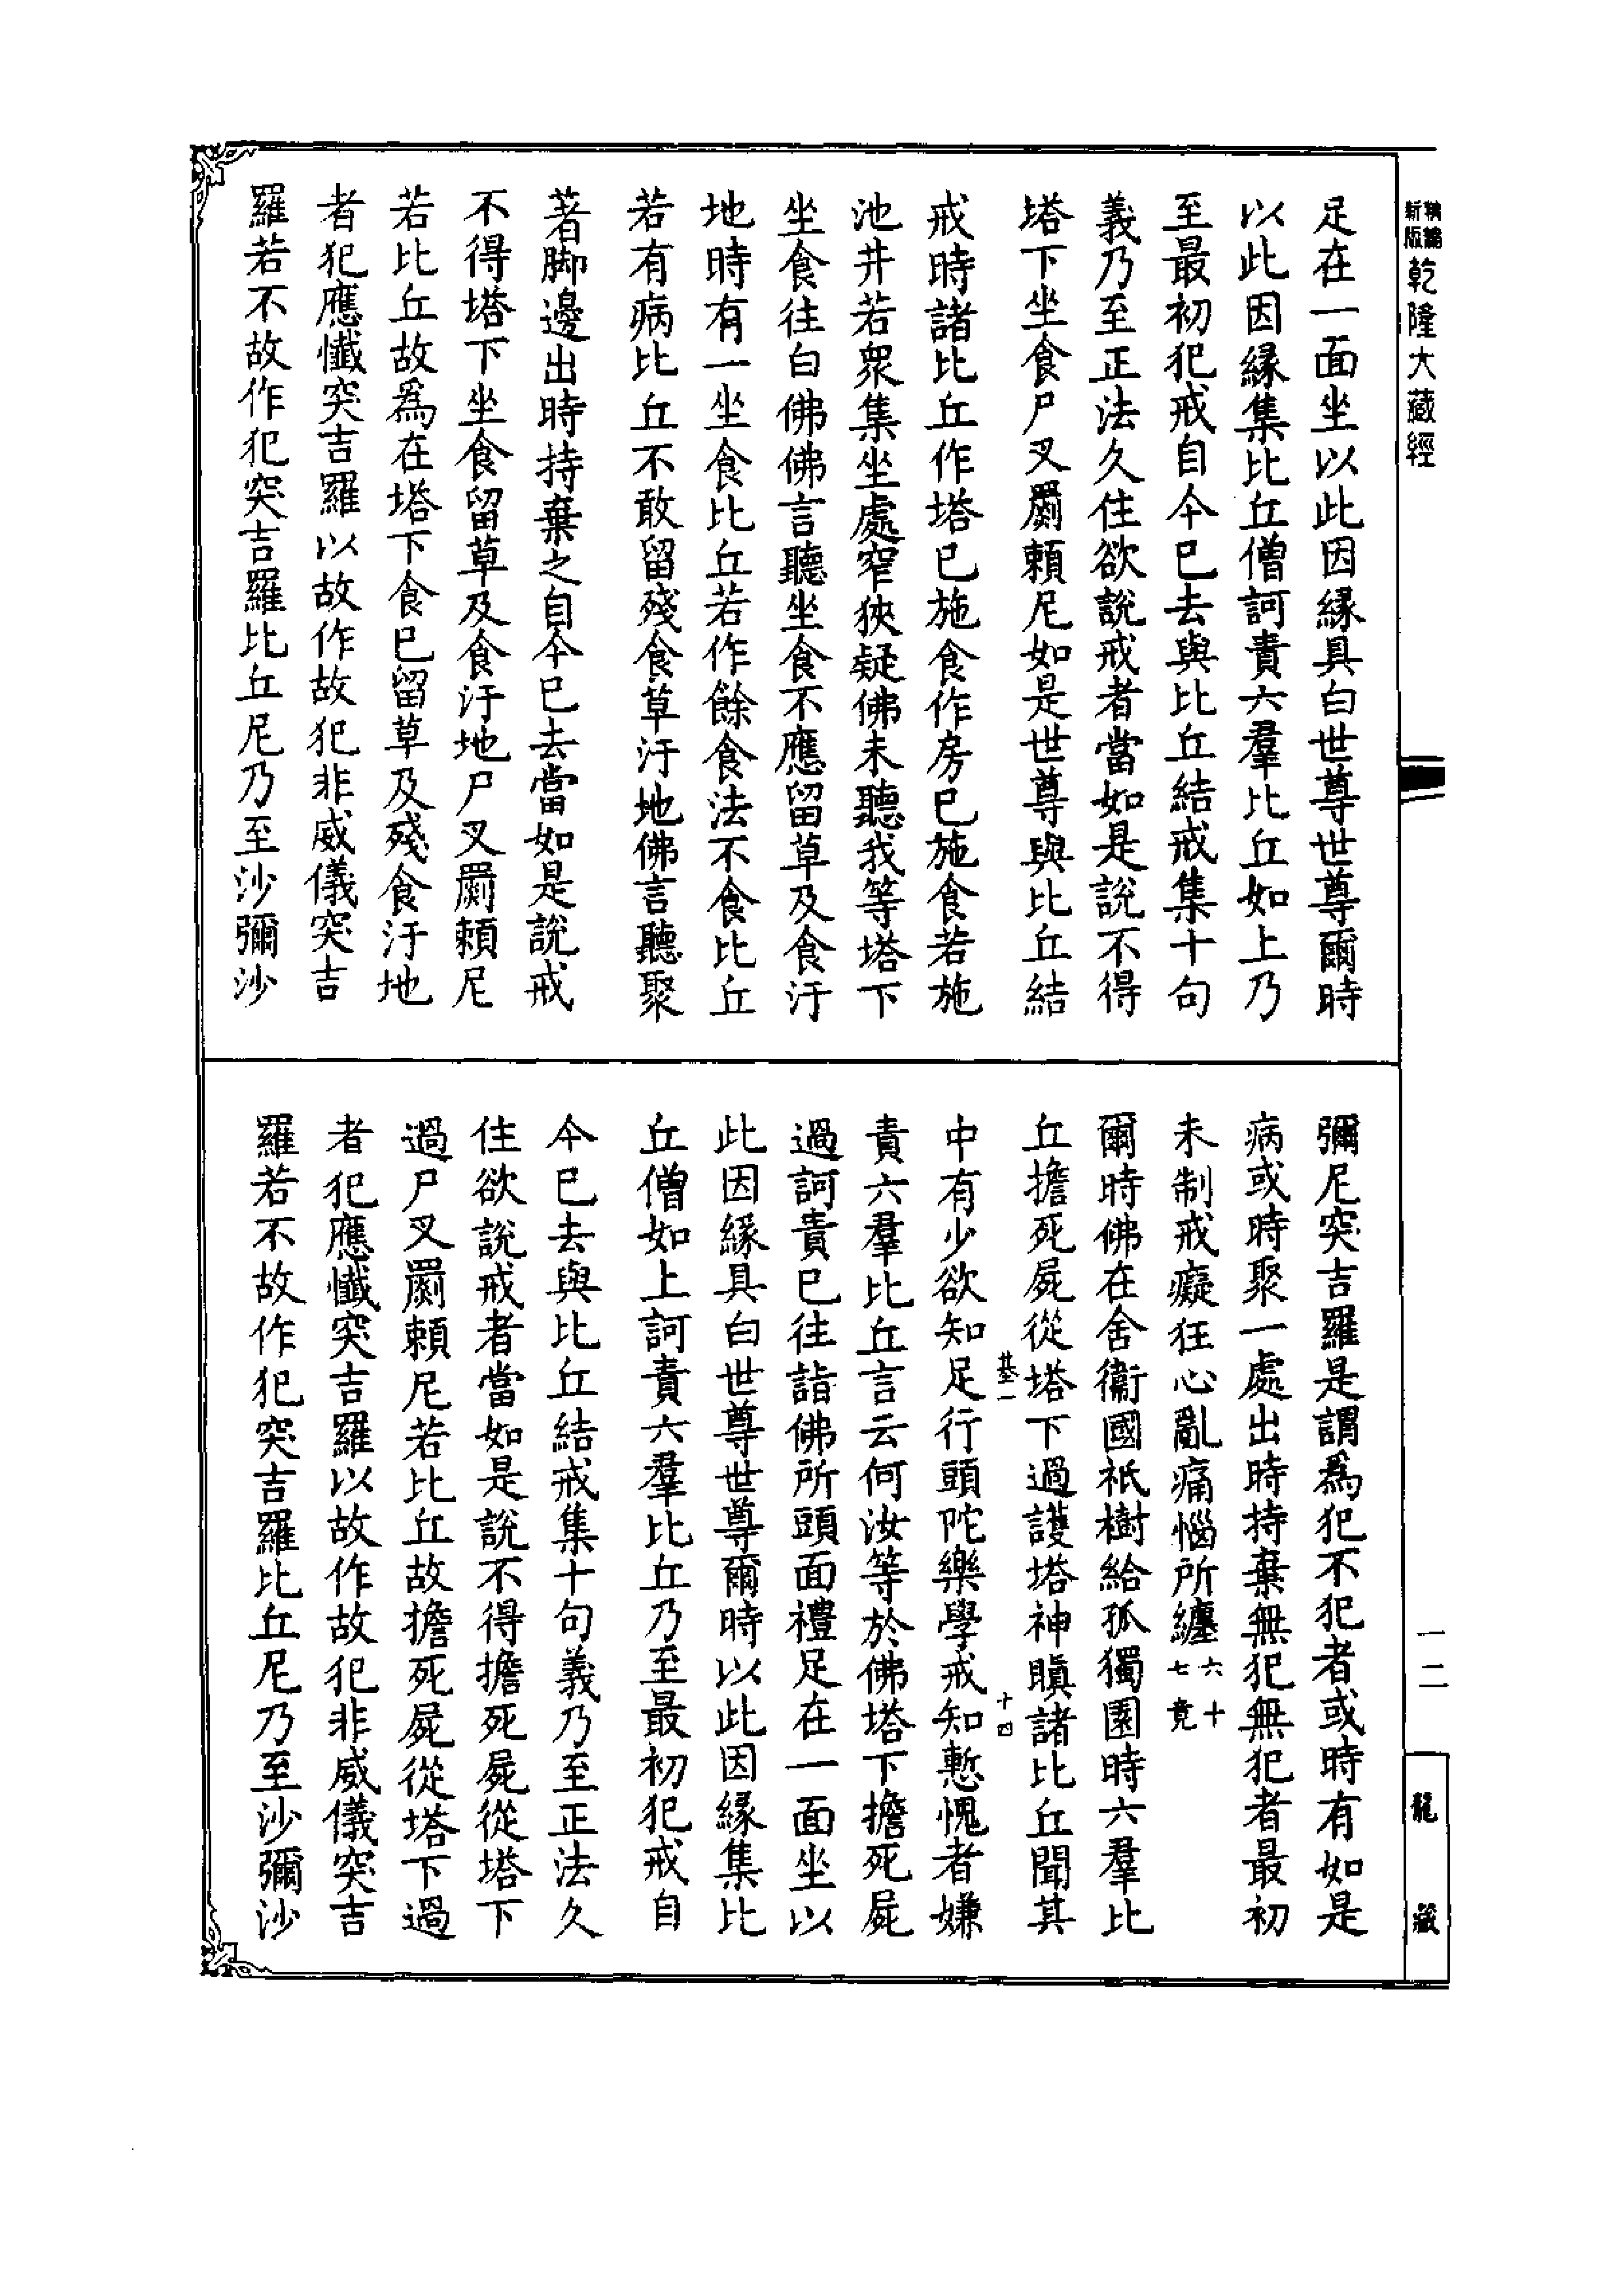 精編
新版
乾隆大藏經
足在一面坐以此因緣具白世尊世尊爾時
以此因緣集比丘僧訶責六羣比丘如上乃
至最初犯戒自今已去與比丘結戒集十句
義乃至正法久住欲說戒者當如是說不得
塔下坐食尸叉罽賴尼如是世尊與比丘結
戒時諸比丘作塔已施食作房已施食若施
池井若衆集坐處窄狹疑佛未聽我等塔下
坐食往白佛佛言聽坐食不應留草及食汙
地時有一坐食比丘若作餘食法不食比丘
若有病比丘不敢留殘食草汙地佛言聽聚
著脚邊出時持棄之自今已去當如是說戒
不得塔下坐食留草及食汙地尸叉罽賴尼
若比丘故爲在塔下食已留草及殘食汙地
者犯應懺突吉羅以故作故犯非威儀突吉
羅若不故作犯突吉羅比丘尼乃至沙彌沙
彌尼突吉羅是謂爲犯不犯者或時有如是
病或時聚一處出時持棄無犯無犯者最初
未制戒癡狂心亂痛惱所纏六十七竟
爾時佛在舍衞國祇樹給孤獨園時六羣比
丘擔死屍從塔下過護塔神瞋諸比丘聞其
基一
十四
中有少欲知足行頭陀樂學戒知慙愧者嫌
責六羣比丘言云何汝等於佛塔下擔死屍
過訶責已往詣佛所頭面禮足在一面坐以
此因緣具白世尊世尊爾時以此因緣集比
丘僧如上訶責六羣比丘乃至最初犯戒自
今已去與比丘結戒集十句義乃至正法久
住欲說戒者當如是說不得擔死屍從塔下
過尸叉罽賴尼若比丘故擔死屍從塔下過
者犯應懺突吉羅以故作故犯非威儀突吉
羅若不故作犯突吉羅比丘尼乃至沙彌沙
一二
龍藏